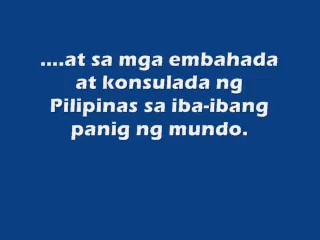 ....at sa mga embahada
at konsulada ng
Pilipinas sa iba-ibang
panig ng mundo.